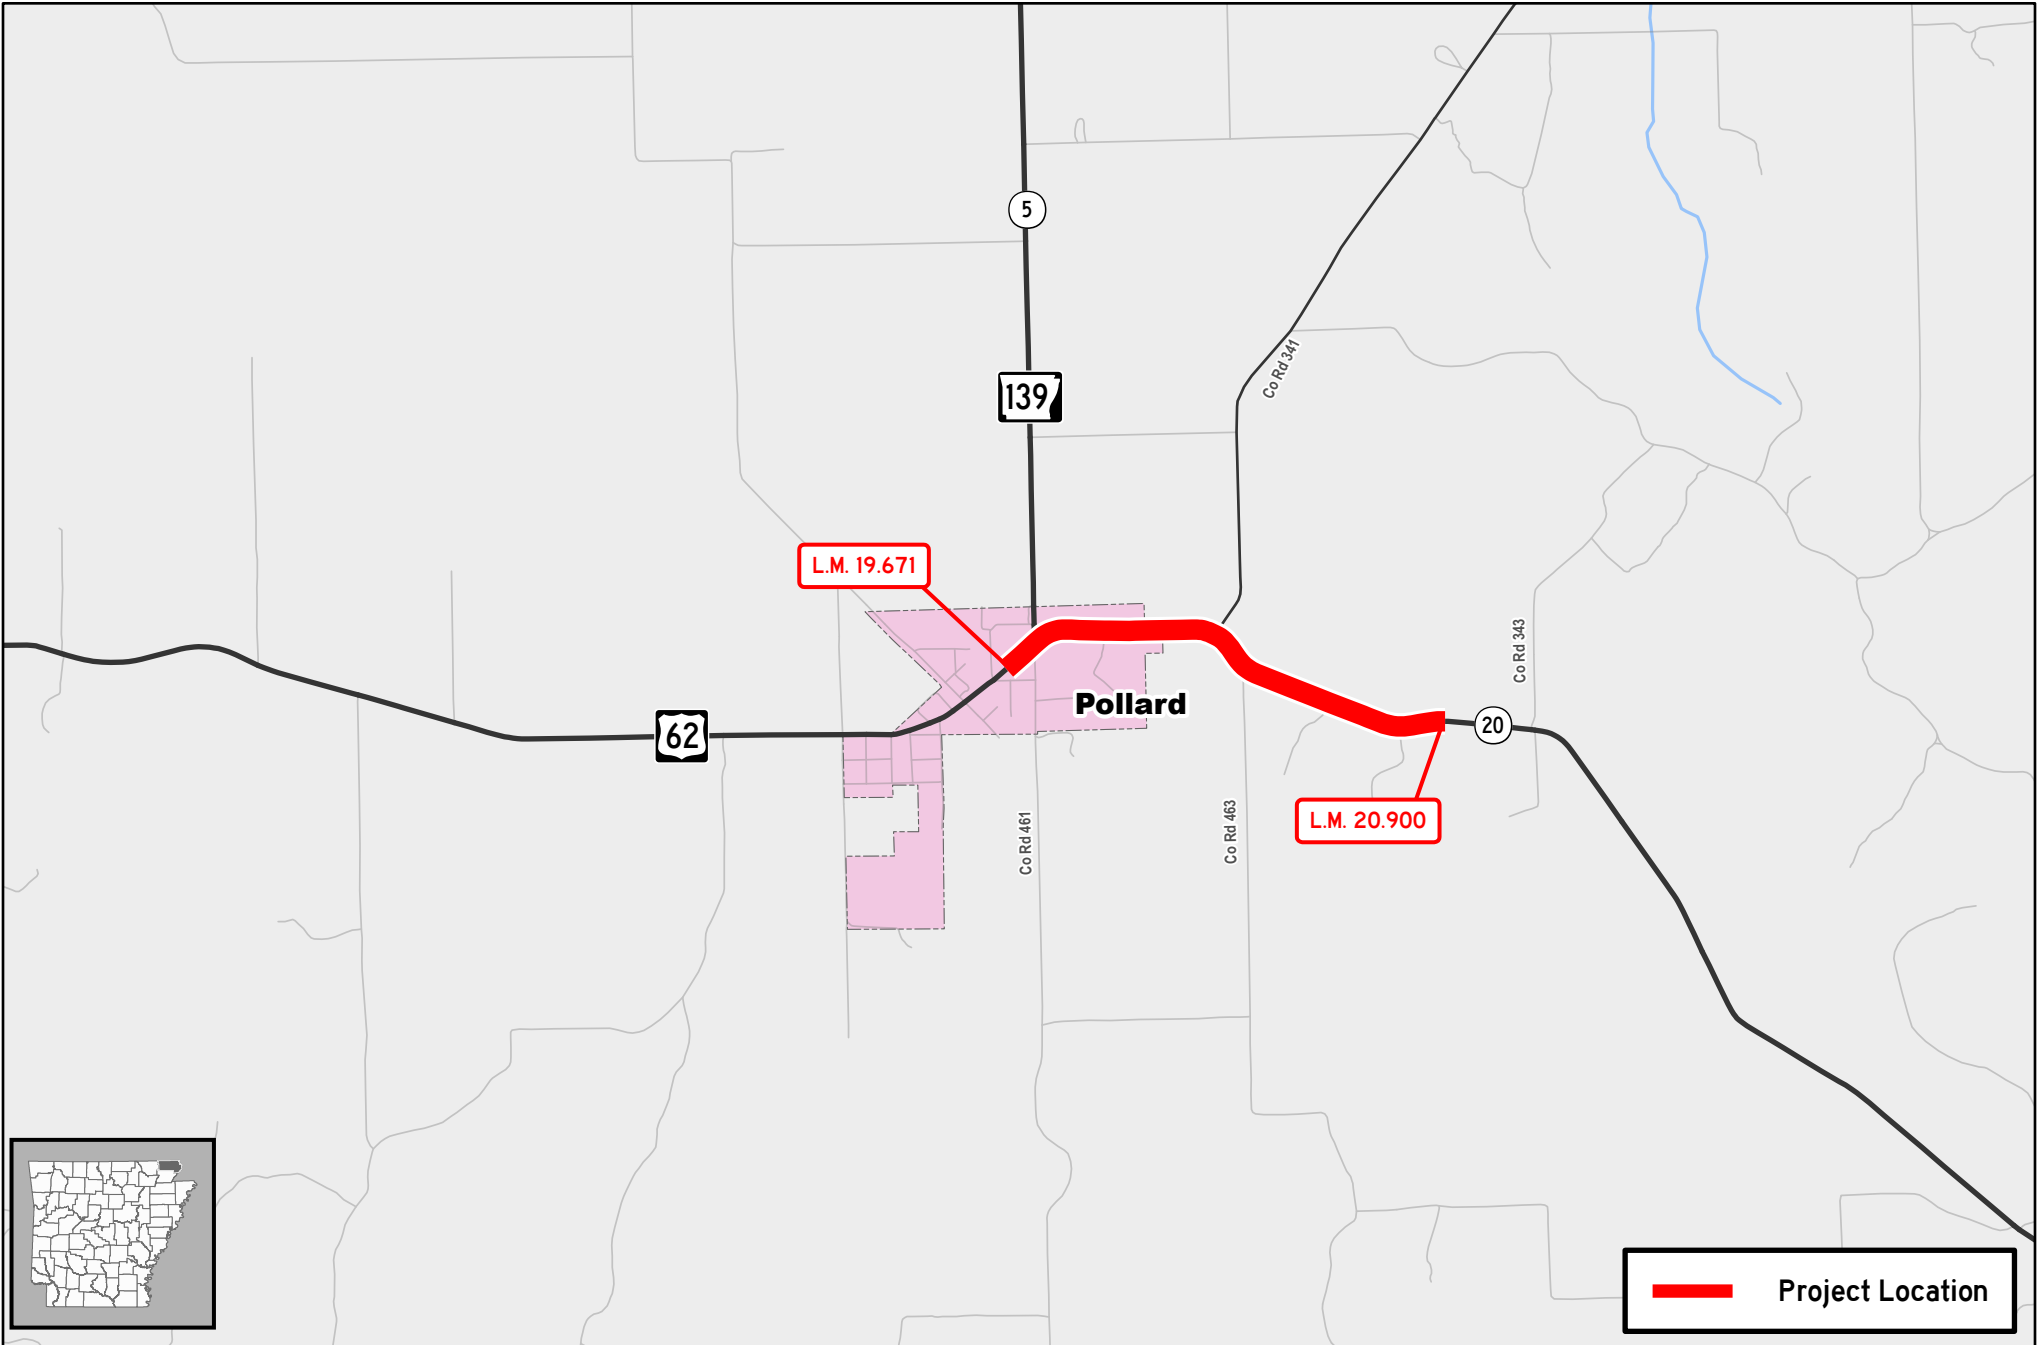 5
139
Co Rd 341
L.M. 19.671
Co Rd 343
Pollard
62
20
L.M. 20.900
Co Rd 461
Co Rd 463
Project Location